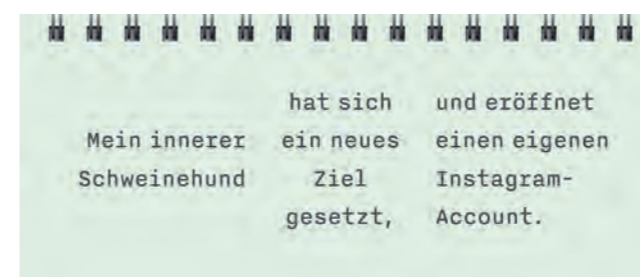 Mein innerer
Schweinehund
hat sich
ein neues
Ziel
gesetzt,
und eröffnet
einen eigenen
Instagram-
Account.